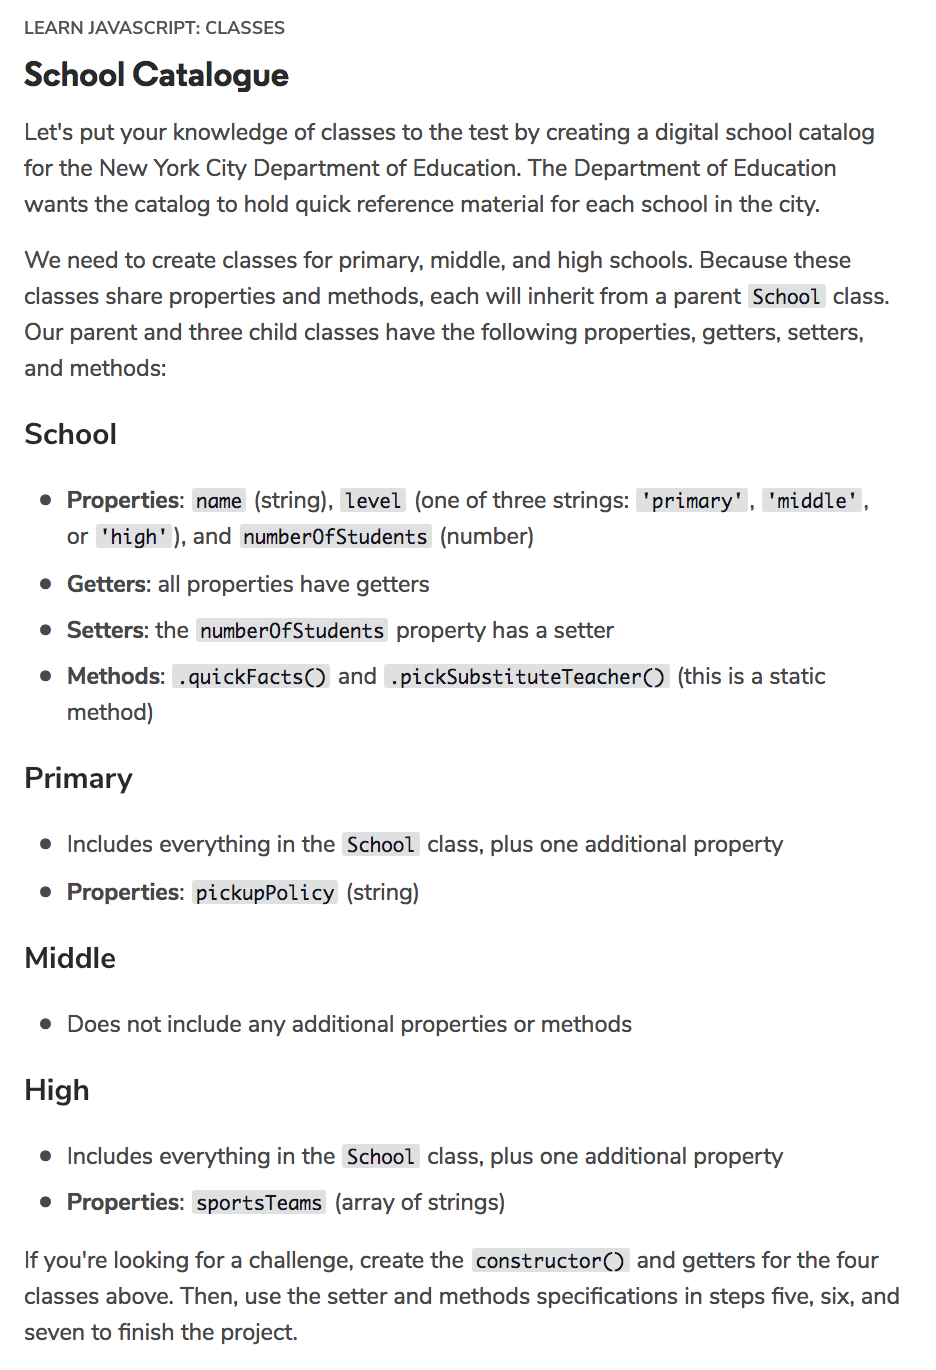 LEARN JAVASCRIPT: CLASSES
School Catalogue
Let's put your knowledge of classes to the test by creating a digital school catalog
for the New York City Department of Education. The Department of Education
wants the catalog to hold quick reference material for each school in the city.
We need to create classes for primary, middle, and high schools. Because these
classes share properties and methods, each will inherit from a parent School class.
Our parent and three child classes have the following properties, getters, setters,
and methods:
School
• Properties: name (string), level (one of three strings: 'primary', 'middle',
or 'high'), and numberOfStudents (number)
• Getters: all properties have getters
• Setters: the numberOfStudents property has a setter
• Methods: .quickFacts() and .pickSubstituteTeacher() (this is a static
method)
Primary
• Includes everything in the School class, plus one additional property
• Properties: pickupPolicy (string)
Middle
• Does not include any additional properties or methods
High
• Includes everything in the School class, plus one additional property
• Properties: sportsTeams (array of strings)
If you're looking for a challenge, create the constructor() and getters for the four
classes above. Then, use the setter and methods specifications in steps five, six, and
seven to finish the project.